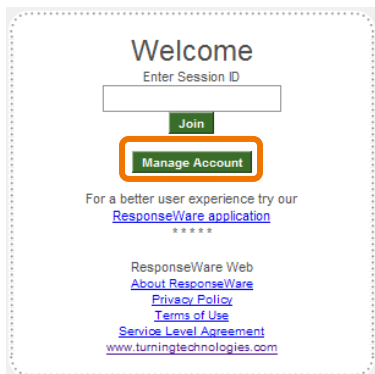 Welcome
Enter Session ID
Join
Manage Account
For a better user experience try our
ResponseWare application
*****
ResponseWare Web
About ResponseWare
Privacy Policy
Terms of Use
Service Level Agreement
www.turningtechnologies.com